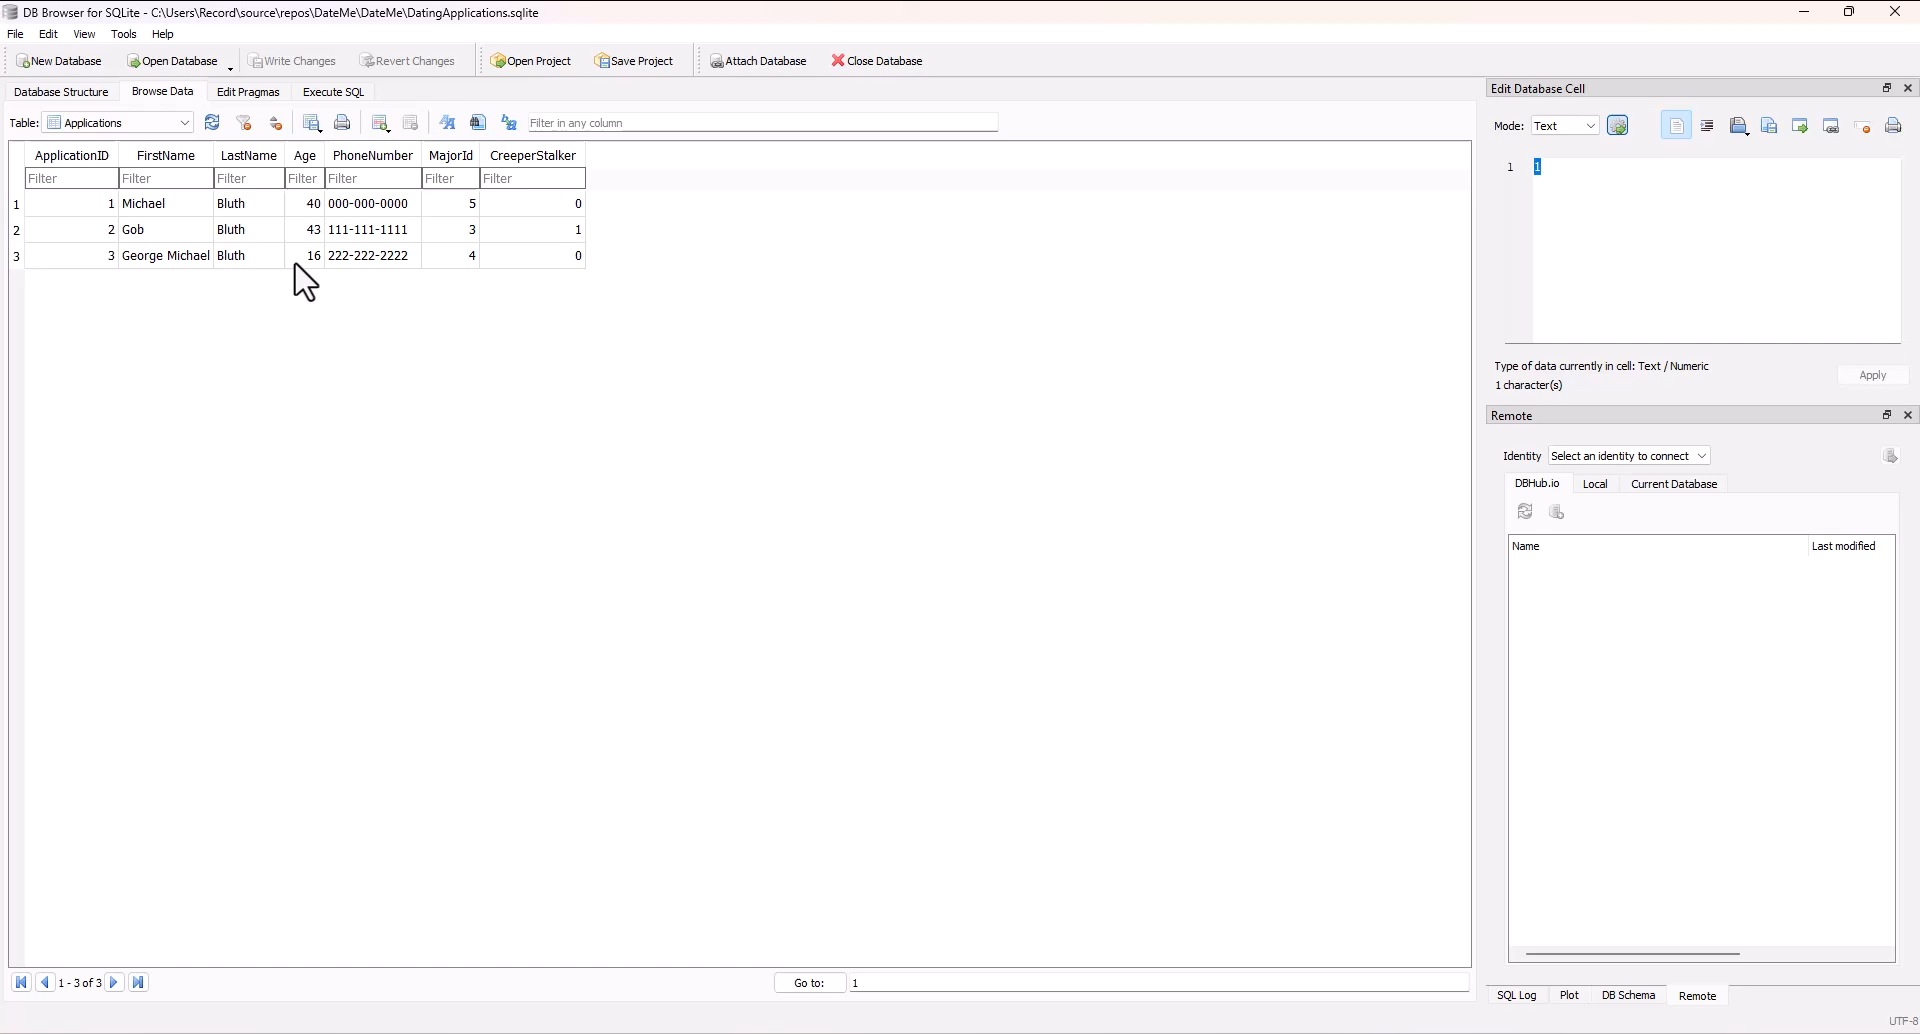 DB Browser for SQLite - C:\Users\Record\source\repos\DateMe\DateMe\DatingApplications.sqlite
File Edit View Tools Help
New Database Open Database Write Changes Revert Changes Open Project Save Project Attach Database Close Database
Database Structure Browse Data Edit Pragmas Execute SQL
Table: Applications Filter in any column
ApplicationID FirstName LastName Age PhoneNumber MajorId CreeperStalker
Filter Filter Filter Filter Filter Filter Filter
1 1 Michael Bluth 40 000-000-0000 5 0
2 2 Gob Bluth 43 111-111-1111 3 1
3 3 George Michael Bluth 16 222-222-2222 4 0
1 - 3 of 3 Go to: 1
Edit Database Cell
Mode: Text
1 1
Type of data currently in cell: Text / Numeric
1 character(s)
Apply
Remote
Identity Select an identity to connect
DBHub.io Local Current Database
Name Last modified
SQL Log Plot DB Schema Remote
UTF-8